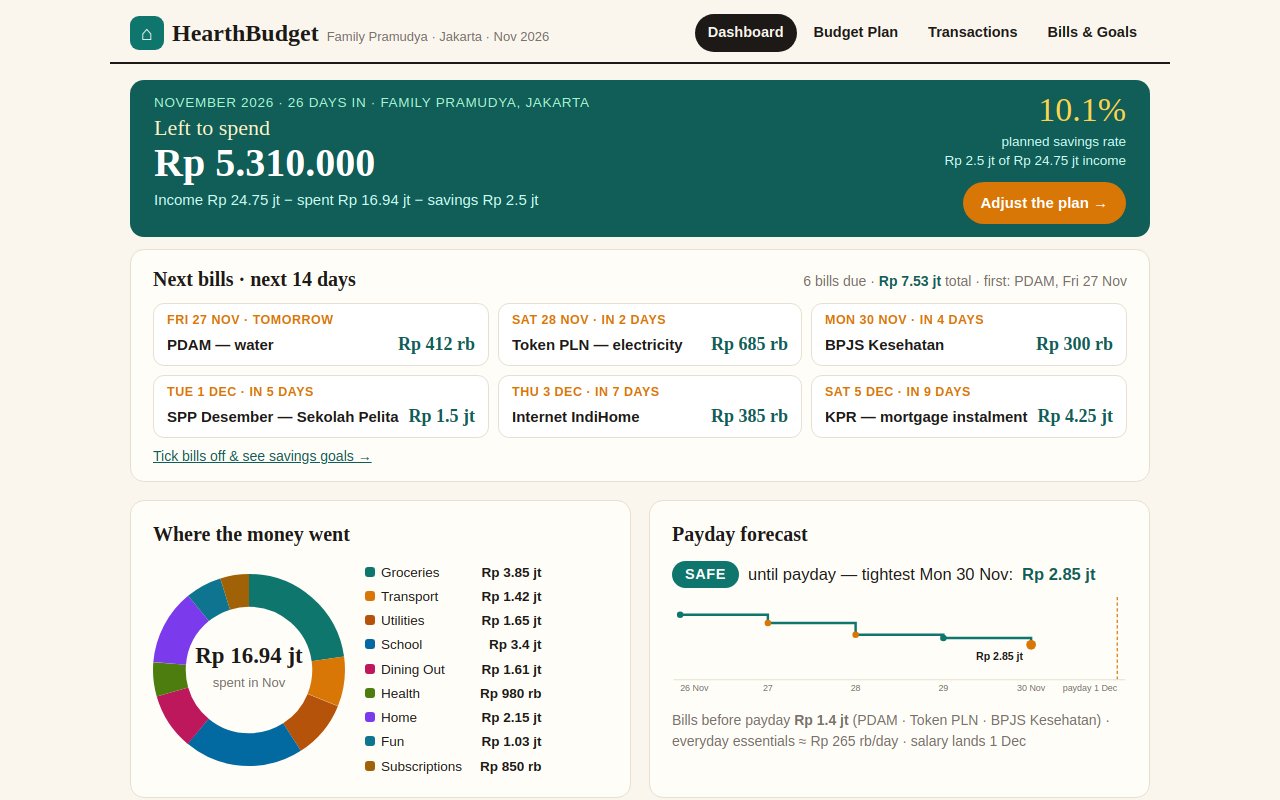 HearthBudget Family Pramudya · Jakarta · Nov 2026
Dashboard Budget Plan Transactions Bills & Goals
NOVEMBER 2026 · 26 DAYS IN · FAMILY PRAMUDYA, JAKARTA
Left to spend
Rp 5.310.000
Income Rp 24.75 jt − spent Rp 16.94 jt − savings Rp 2.5 jt
10.1%
planned savings rate
Rp 2.5 jt of Rp 24.75 jt income
Adjust the plan →
Next bills · next 14 days
6 bills due · Rp 7.53 jt total · first: PDAM, Fri 27 Nov
FRI 27 NOV · TOMORROW
PDAM — water Rp 412 rb
SAT 28 NOV · IN 2 DAYS
Token PLN — electricity Rp 685 rb
MON 30 NOV · IN 4 DAYS
BPJS Kesehatan Rp 300 rb
TUE 1 DEC · IN 5 DAYS
SPP Desember — Sekolah Pelita Rp 1.5 jt
THU 3 DEC · IN 7 DAYS
Internet IndiHome Rp 385 rb
SAT 5 DEC · IN 9 DAYS
KPR — mortgage instalment Rp 4.25 jt
Tick bills off & see savings goals →
Where the money went
Rp 16.94 jt
spent in Nov
Groceries Rp 3.85 jt
Transport Rp 1.42 jt
Utilities Rp 1.65 jt
School Rp 3.4 jt
Dining Out Rp 1.61 jt
Health Rp 980 rb
Home Rp 2.15 jt
Fun Rp 1.03 jt
Subscriptions Rp 850 rb
Payday forecast
SAFE until payday — tightest Mon 30 Nov: Rp 2.85 jt
Rp 2.85 jt
26 Nov 27 28 29 30 Nov payday 1 Dec
Bills before payday Rp 1.4 jt (PDAM · Token PLN · BPJS Kesehatan) ·
everyday essentials ≈ Rp 265 rb/day · salary lands 1 Dec